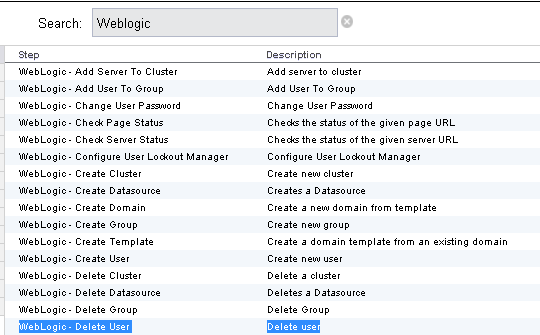 Search: Weblogic
Step Description
WebLogic - Add Server To Cluster Add server to cluster
WebLogic - Add User To Group Add User To Group
WebLogic - Change User Password Change User Password
WebLogic - Check Page Status Checks the status of the given page URL
WebLogic - Check Server Status Checks the status of the given server URL
WebLogic - Configure User Lockout Manager Configure User Lockout Manager
WebLogic - Create Cluster Create new cluster
WebLogic - Create Datasource Creates a Datasource
WebLogic - Create Domain Create a new domain from template
WebLogic - Create Group Create new group
WebLogic - Create Template Create a domain template from an existing domain
WebLogic - Create User Create new user
WebLogic - Delete Cluster Delete a cluster
WebLogic - Delete Datasource Deletes a Datasource
WebLogic - Delete Group Delete Group
WebLogic - Delete User Delete user